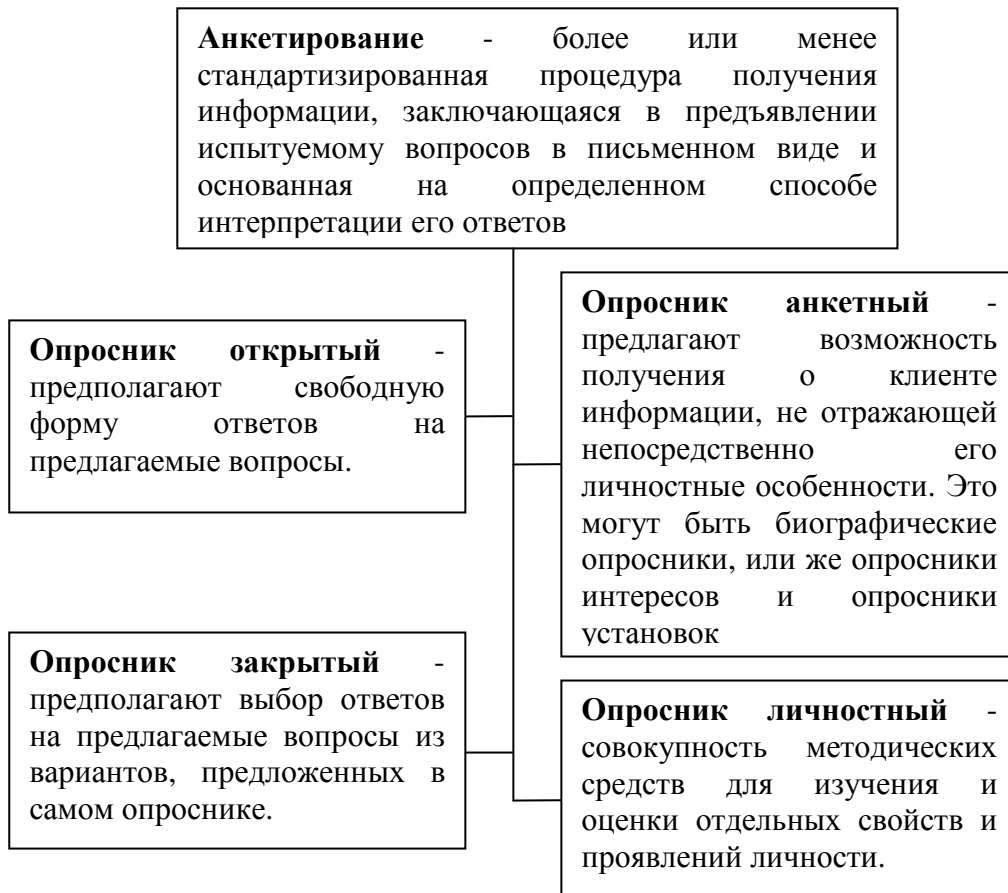 Анкетирование - более или менее
стандартизированная процедура получения
информации, заключающаяся в предъявлении
испытуемому вопросов в письменном виде и
основанная на определенном способе
интерпретации его ответов
Опросник открытый -
предполагают свободную
форму ответов на
предлагаемые вопросы.
Опросник анкетный -
предлагают возможность
получения о клиенте
информации, не отражающей
непосредственно его
личностные особенности. Это
могут быть биографические
опросники, или же опросники
интересов и опросники
установок
Опросник закрытый -
предполагают выбор ответов
на предлагаемые вопросы из
вариантов, предложенных в
самом опроснике.
Опросник личностный -
совокупность методических
средств для изучения и
оценки отдельных свойств и
проявлений личности.